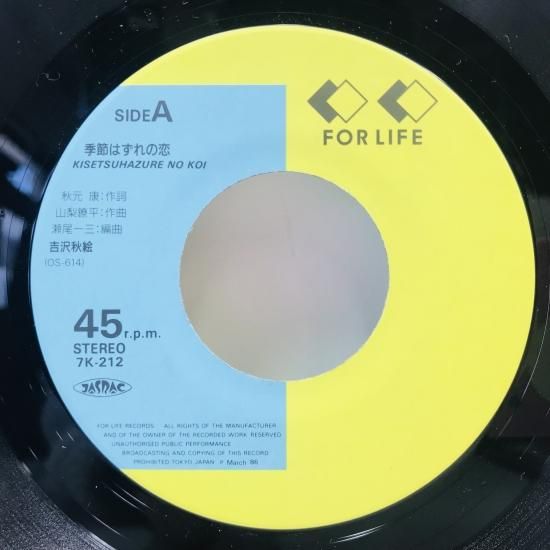 SIDE A
FOR LIFE
季節はずれの恋
KISETSUHAZURE NO KOI
秋元 康:作詞
山梨鐐平:作曲
瀬尾一三:編曲
吉沢秋絵
(OS-614)
45 r.p.m.
STEREO
7K-212
JASRAC
FOR LIFE RECORDS. ALL RIGHTS OF THE MANUFACTURER
AND OF THE OWNER OF THE RECORDED WORK RESERVED
UNAUTHORISED PUBLIC PERFORMANCE
BROADCASTING AND COPYING OF THIS RECORD
PROHIBITED TOKYO JAPAN ℗ March 86